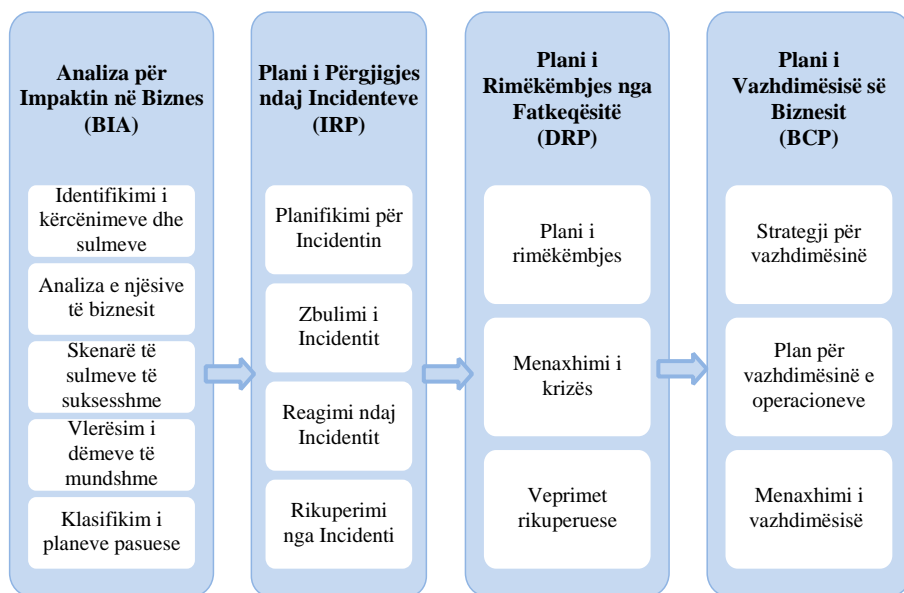 Analiza për
Impaktin në Biznes
(BIA)
Identifikimi i
kërcënimeve dhe
sulmeve
Analiza e njësive
të biznesit
Skenarë të
sulmeve të
suksesshme
Vlerësim i
dëmeve të
mundshme
Klasifikim i
planeve pasuese
Plani i Përgjigjes
ndaj Incidenteve
(IRP)
Planifikimi për
Incidentin
Zbulimi i
Incidentit
Reagimi ndaj
Incidentit
Rikuperimi
nga Incidenti
Plani i
Rimëkëmbjes nga
Fatkeqësitë
(DRP)
Plani i
rimëkëmbjes
Menaxhimi i
krizës
Veprimet
rikuperuese
Plani i
Vazhdimësisë së
Biznesit
(BCP)
Strategji për
vazhdimësinë
Plan për
vazhdimësinë e
operacioneve
Menaxhimi i
vazhdimësisë